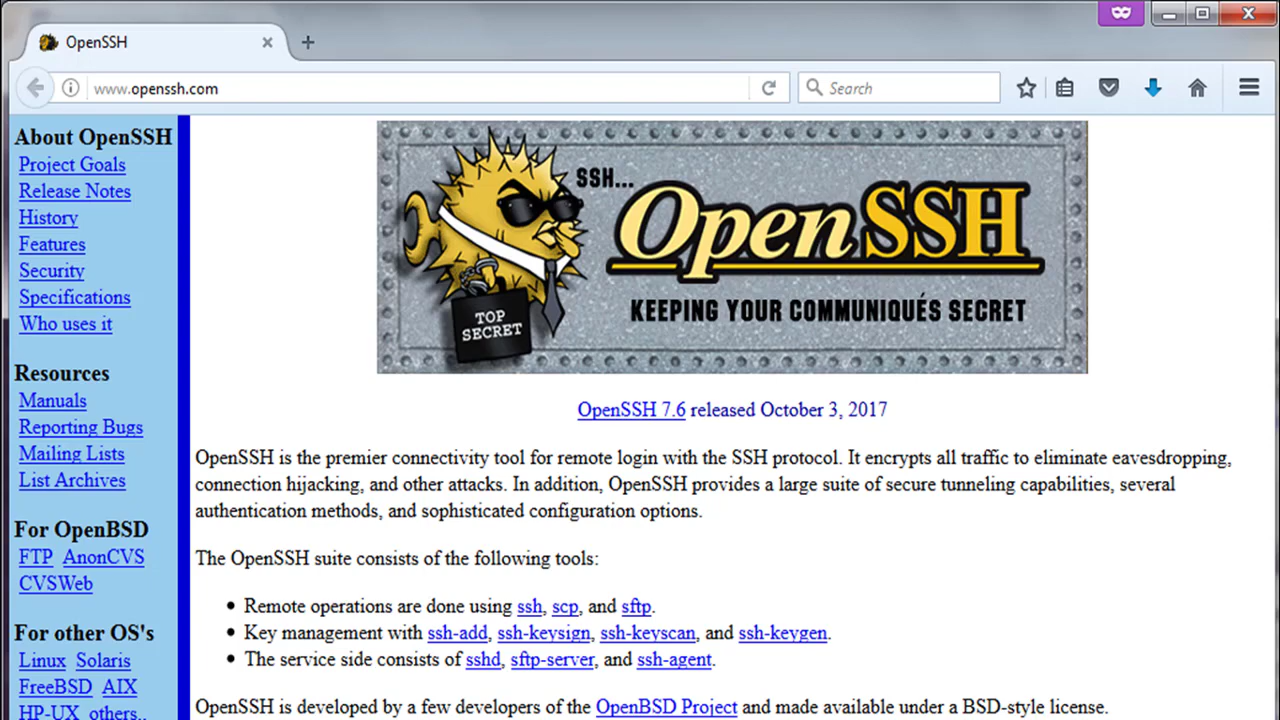 OpenSSH
www.openssh.com
Search
About OpenSSH
Project Goals
Release Notes
History
Features
Security
Specifications
Who uses it
Resources
Manuals
Reporting Bugs
Mailing Lists
List Archives
For OpenBSD
FTP AnonCVS
CVSWeb
For other OS's
Linux Solaris
FreeBSD AIX
HP-UX others..
SSH...
OpenSSH
KEEPING YOUR COMMUNIQUÉS SECRET
TOP
SECRET
OpenSSH 7.6 released October 3, 2017
OpenSSH is the premier connectivity tool for remote login with the SSH protocol. It encrypts all traffic to eliminate eavesdropping,
connection hijacking, and other attacks. In addition, OpenSSH provides a large suite of secure tunneling capabilities, several
authentication methods, and sophisticated configuration options.
The OpenSSH suite consists of the following tools:
• Remote operations are done using ssh, scp, and sftp.
• Key management with ssh-add, ssh-keysign, ssh-keyscan, and ssh-keygen.
• The service side consists of sshd, sftp-server, and ssh-agent.
OpenSSH is developed by a few developers of the OpenBSD Project and made available under a BSD-style license.